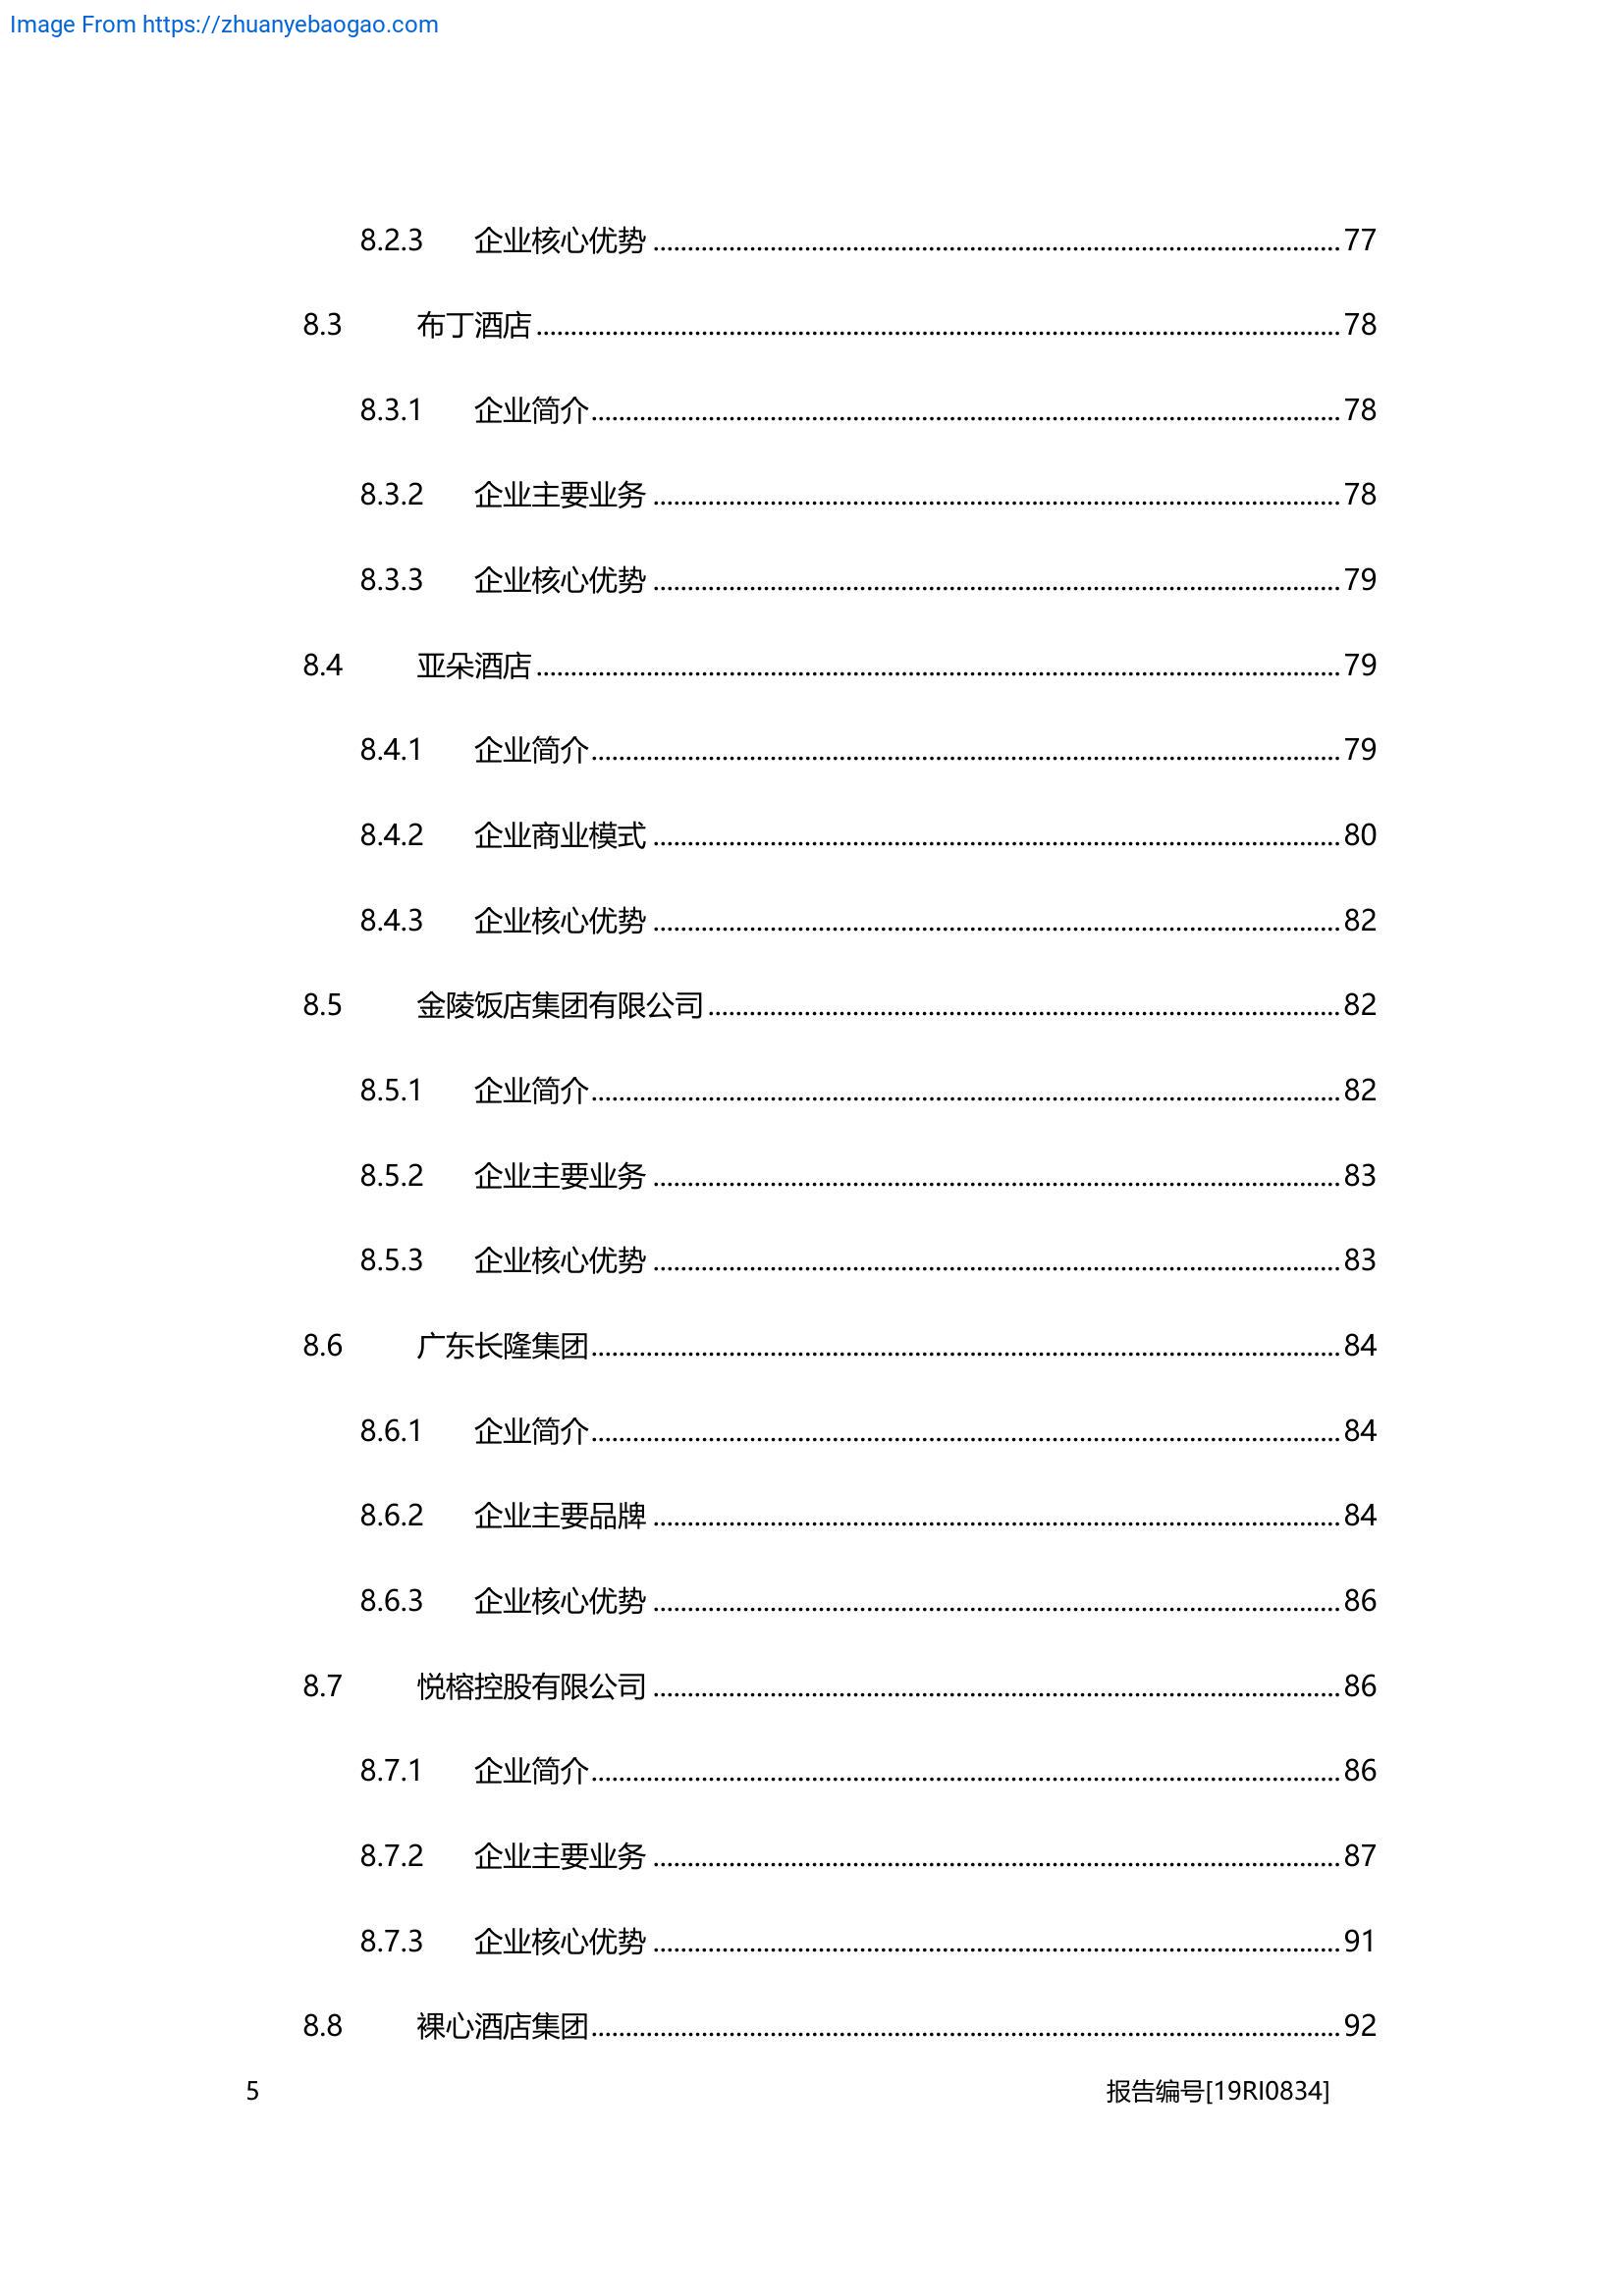 Image From https://zhuanyebaogao.com
8.2.3 企业核心优势 77
8.3 布丁酒店 78
8.3.1 企业简介 78
8.3.2 企业主要业务 78
8.3.3 企业核心优势 79
8.4 亚朵酒店 79
8.4.1 企业简介 79
8.4.2 企业商业模式 80
8.4.3 企业核心优势 82
8.5 金陵饭店集团有限公司 82
8.5.1 企业简介 82
8.5.2 企业主要业务 83
8.5.3 企业核心优势 83
8.6 广东长隆集团 84
8.6.1 企业简介 84
8.6.2 企业主要品牌 84
8.6.3 企业核心优势 86
8.7 悦榕控股有限公司 86
8.7.1 企业简介 86
8.7.2 企业主要业务 87
8.7.3 企业核心优势 91
8.8 裸心酒店集团 92
5 报告编号[19RI0834]